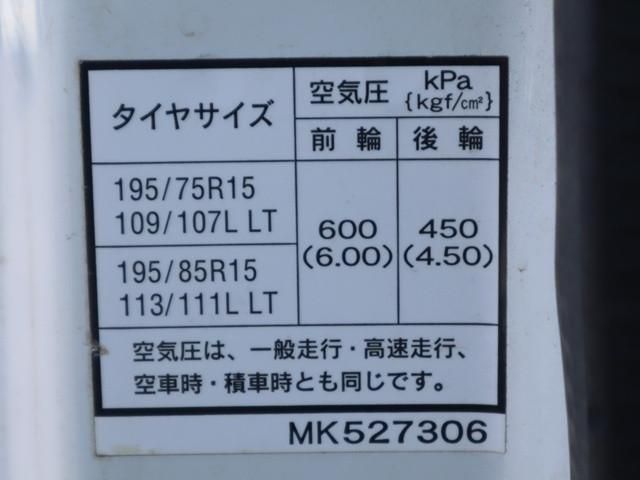 タイヤサイズ
空気圧 kPa
{kgf/cm²}
前輪 後輪
195/75R15
109/107L LT
600
(6.00)
450
(4.50)
195/85R15
113/111L LT
空気圧は、一般走行・高速走行、
空車時・積車時とも同じです。
MK527306